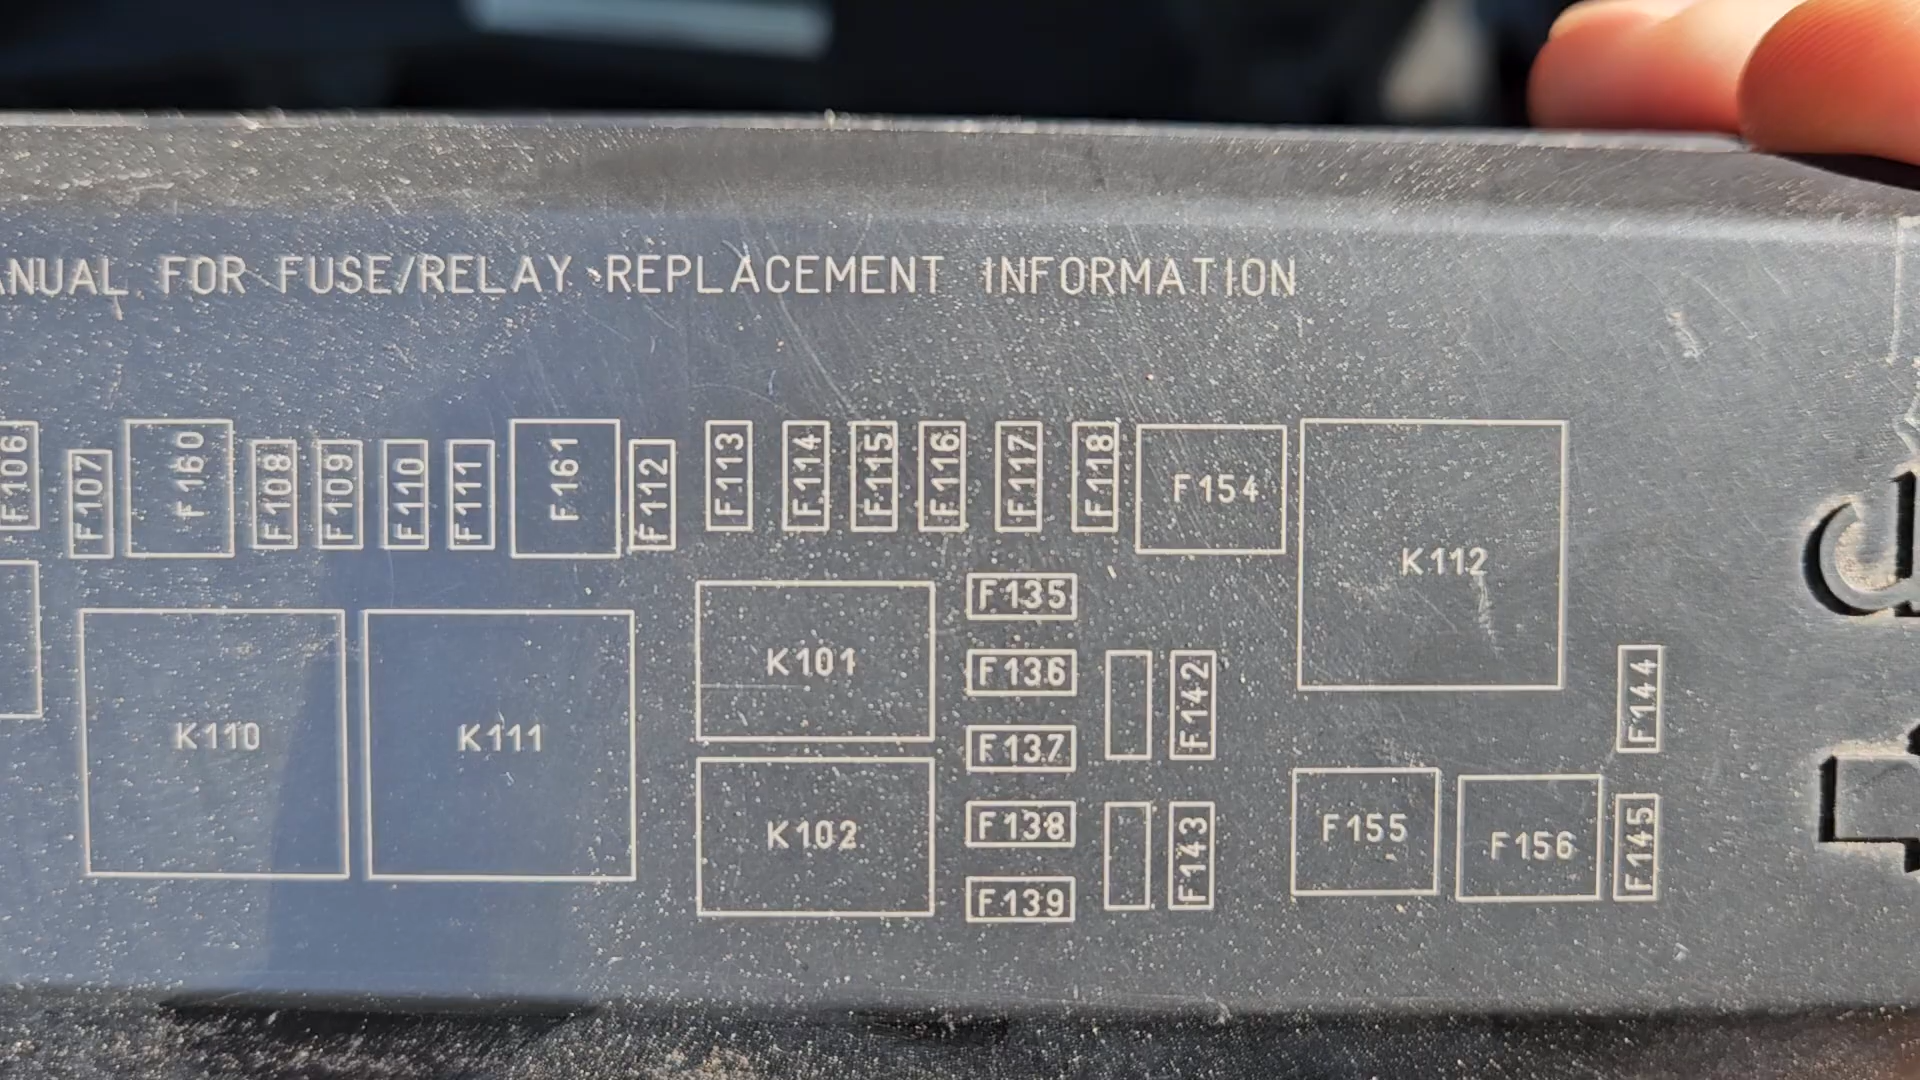 ANUAL FOR FUSE/RELAY REPLACEMENT INFORMATION
F106 F107 F160 F108 F109 F110 F111 F161 F112 F113 F114 F115 F116 F117 F118 F154 K112
F135
K101
F136 F142 F144
K110 K111 F137
K102 F138 F143 F155 F156 F145
F139